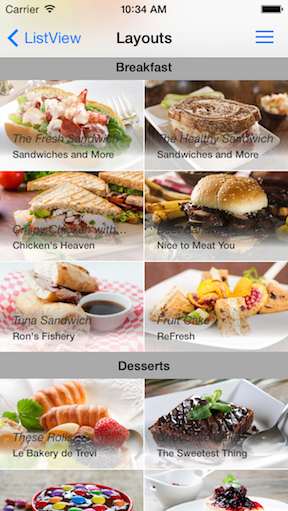 Carrier 10:34 AM
ListView Layouts
Breakfast
The Fresh Sandwich The Healthy Sandwich
Sandwiches and More Sandwiches and More
Crispy Chicken with...
Chicken's Heaven Nice to Meat You
Tuna Sandwich Fruit Cake
Ron's Fishery ReFresh
Desserts
These Rolls Chocolate Cake
Le Bakery de Trevi The Sweetest Thing